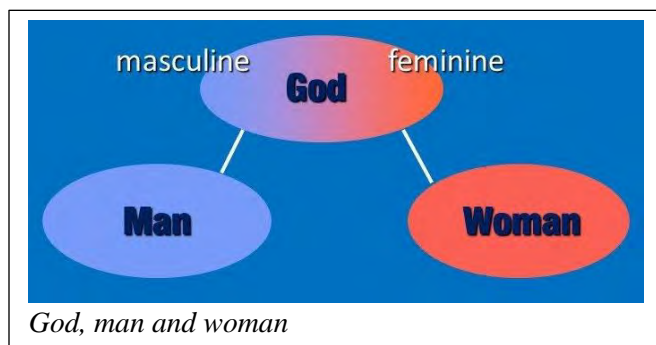 masculine feminine
God
Man Woman
God, man and woman